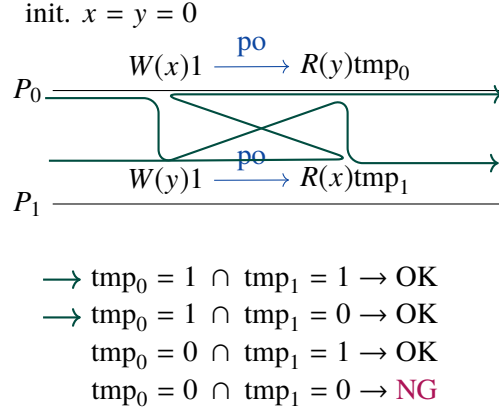 init. x = y = 0
po
W(x)1 R(y)tmp₀
P₀
po
W(y)1 R(x)tmp₁
P₁
tmp₀ = 1 ∩ tmp₁ = 1 → OK
tmp₀ = 1 ∩ tmp₁ = 0 → OK
tmp₀ = 0 ∩ tmp₁ = 1 → OK
tmp₀ = 0 ∩ tmp₁ = 0 → NG